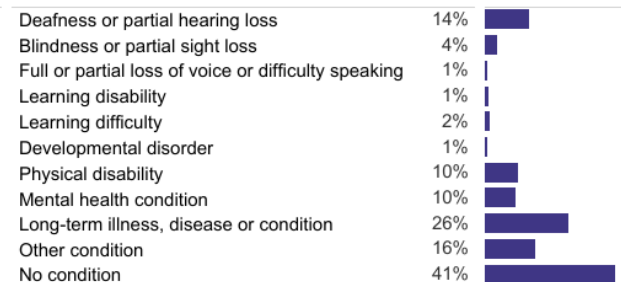 Deafness or partial hearing loss 14%
Blindness or partial sight loss 4%
Full or partial loss of voice or difficulty speaking 1%
Learning disability 1%
Learning difficulty 2%
Developmental disorder 1%
Physical disability 10%
Mental health condition 10%
Long-term illness, disease or condition 26%
Other condition 16%
No condition 41%